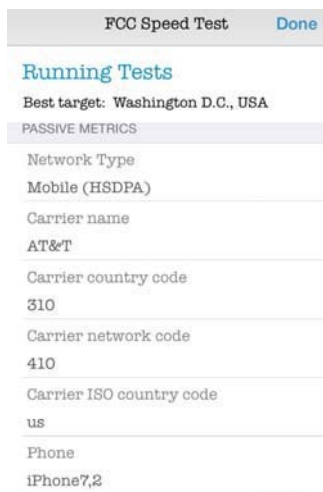 FCC Speed Test Done
Running Tests
Best target: Washington D.C., USA
PASSIVE METRICS
Network Type
Mobile (HSDPA)
Carrier name
AT&T
Carrier country code
310
Carrier network code
410
Carrier ISO country code
us
Phone
iPhone7,2